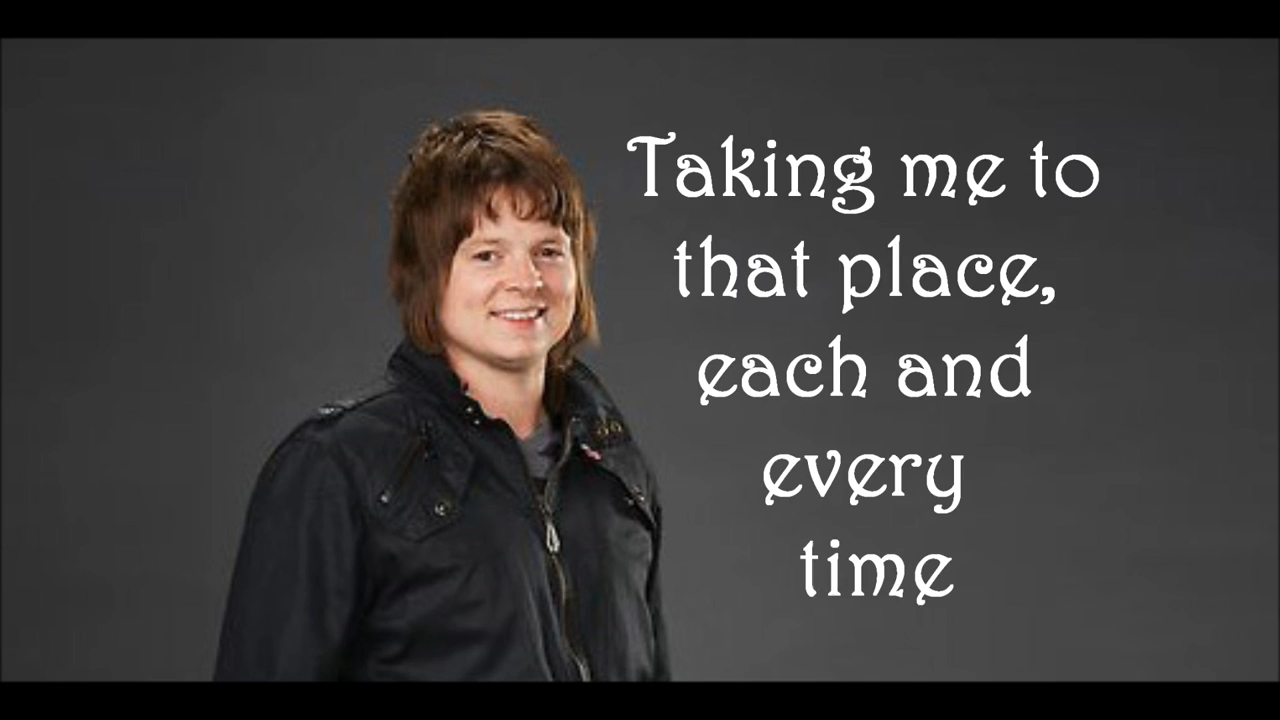 Taking me to
that place,
each and
every
time